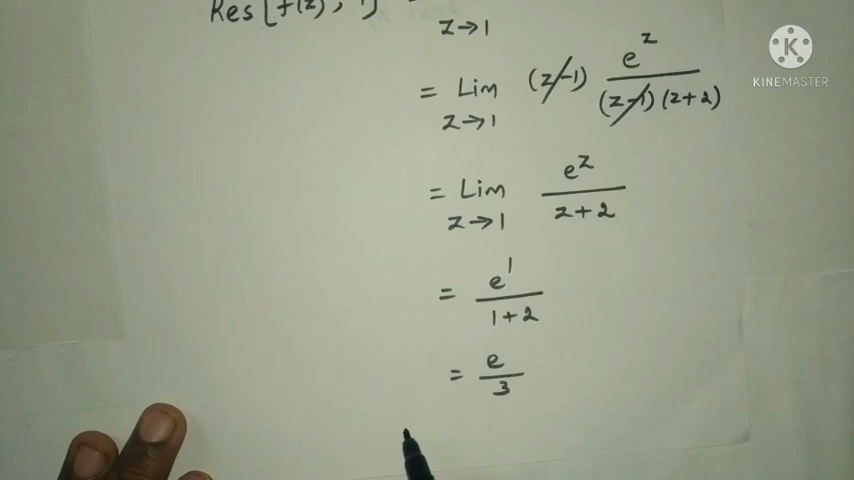 Res [f(z), 1]
z→1
= Lim (z-1) e^z / (z-1)(z+2)
z→1
= Lim e^z / z+2
z→1
= e^1 / 1+2
= e / 3
K
KINEMASTER